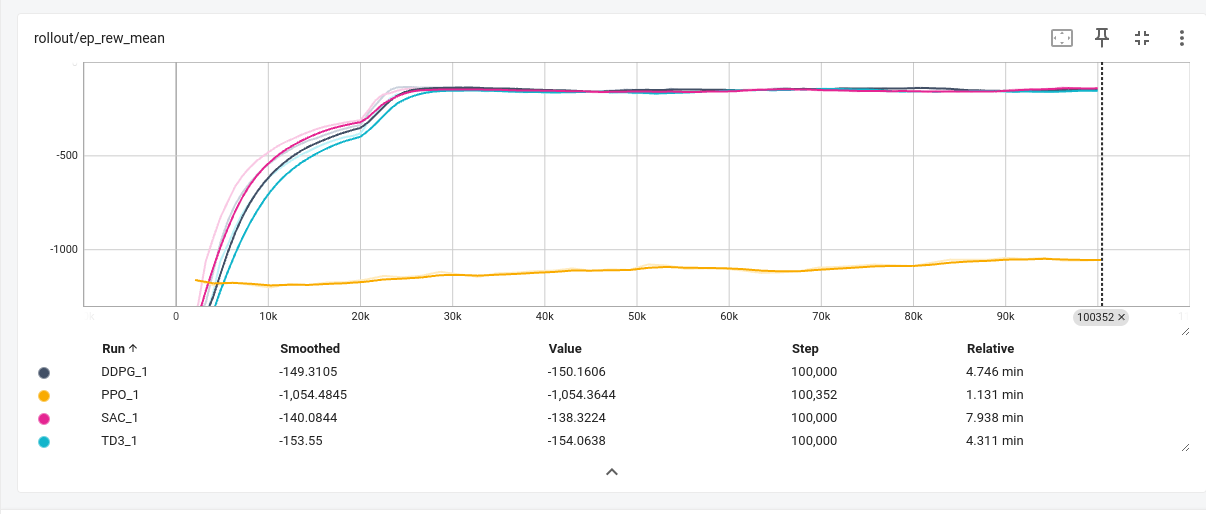 rollout/ep_rew_mean
-500
-1000
0 10k 20k 30k 40k 50k 60k 70k 80k 90k 100352 ×
Run ↑ Smoothed Value Step Relative
DDPG_1 -149.3105 -150.1606 100,000 4.746 min
PPO_1 -1,054.4845 -1,054.3644 100,352 1.131 min
SAC_1 -140.0844 -138.3224 100,000 7.938 min
TD3_1 -153.55 -154.0638 100,000 4.311 min